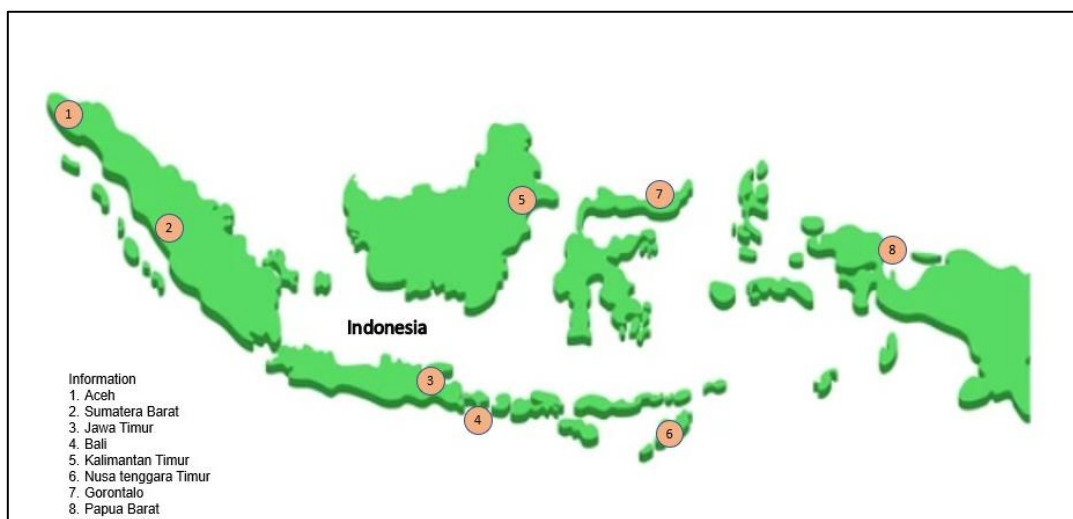 1
2
5
7
8
Indonesia
3
4
6
Information
1. Aceh
2. Sumatera Barat
3. Jawa Timur
4. Bali
5. Kalimantan Timur
6. Nusa tenggara Timur
7. Gorontalo
8. Papua Barat